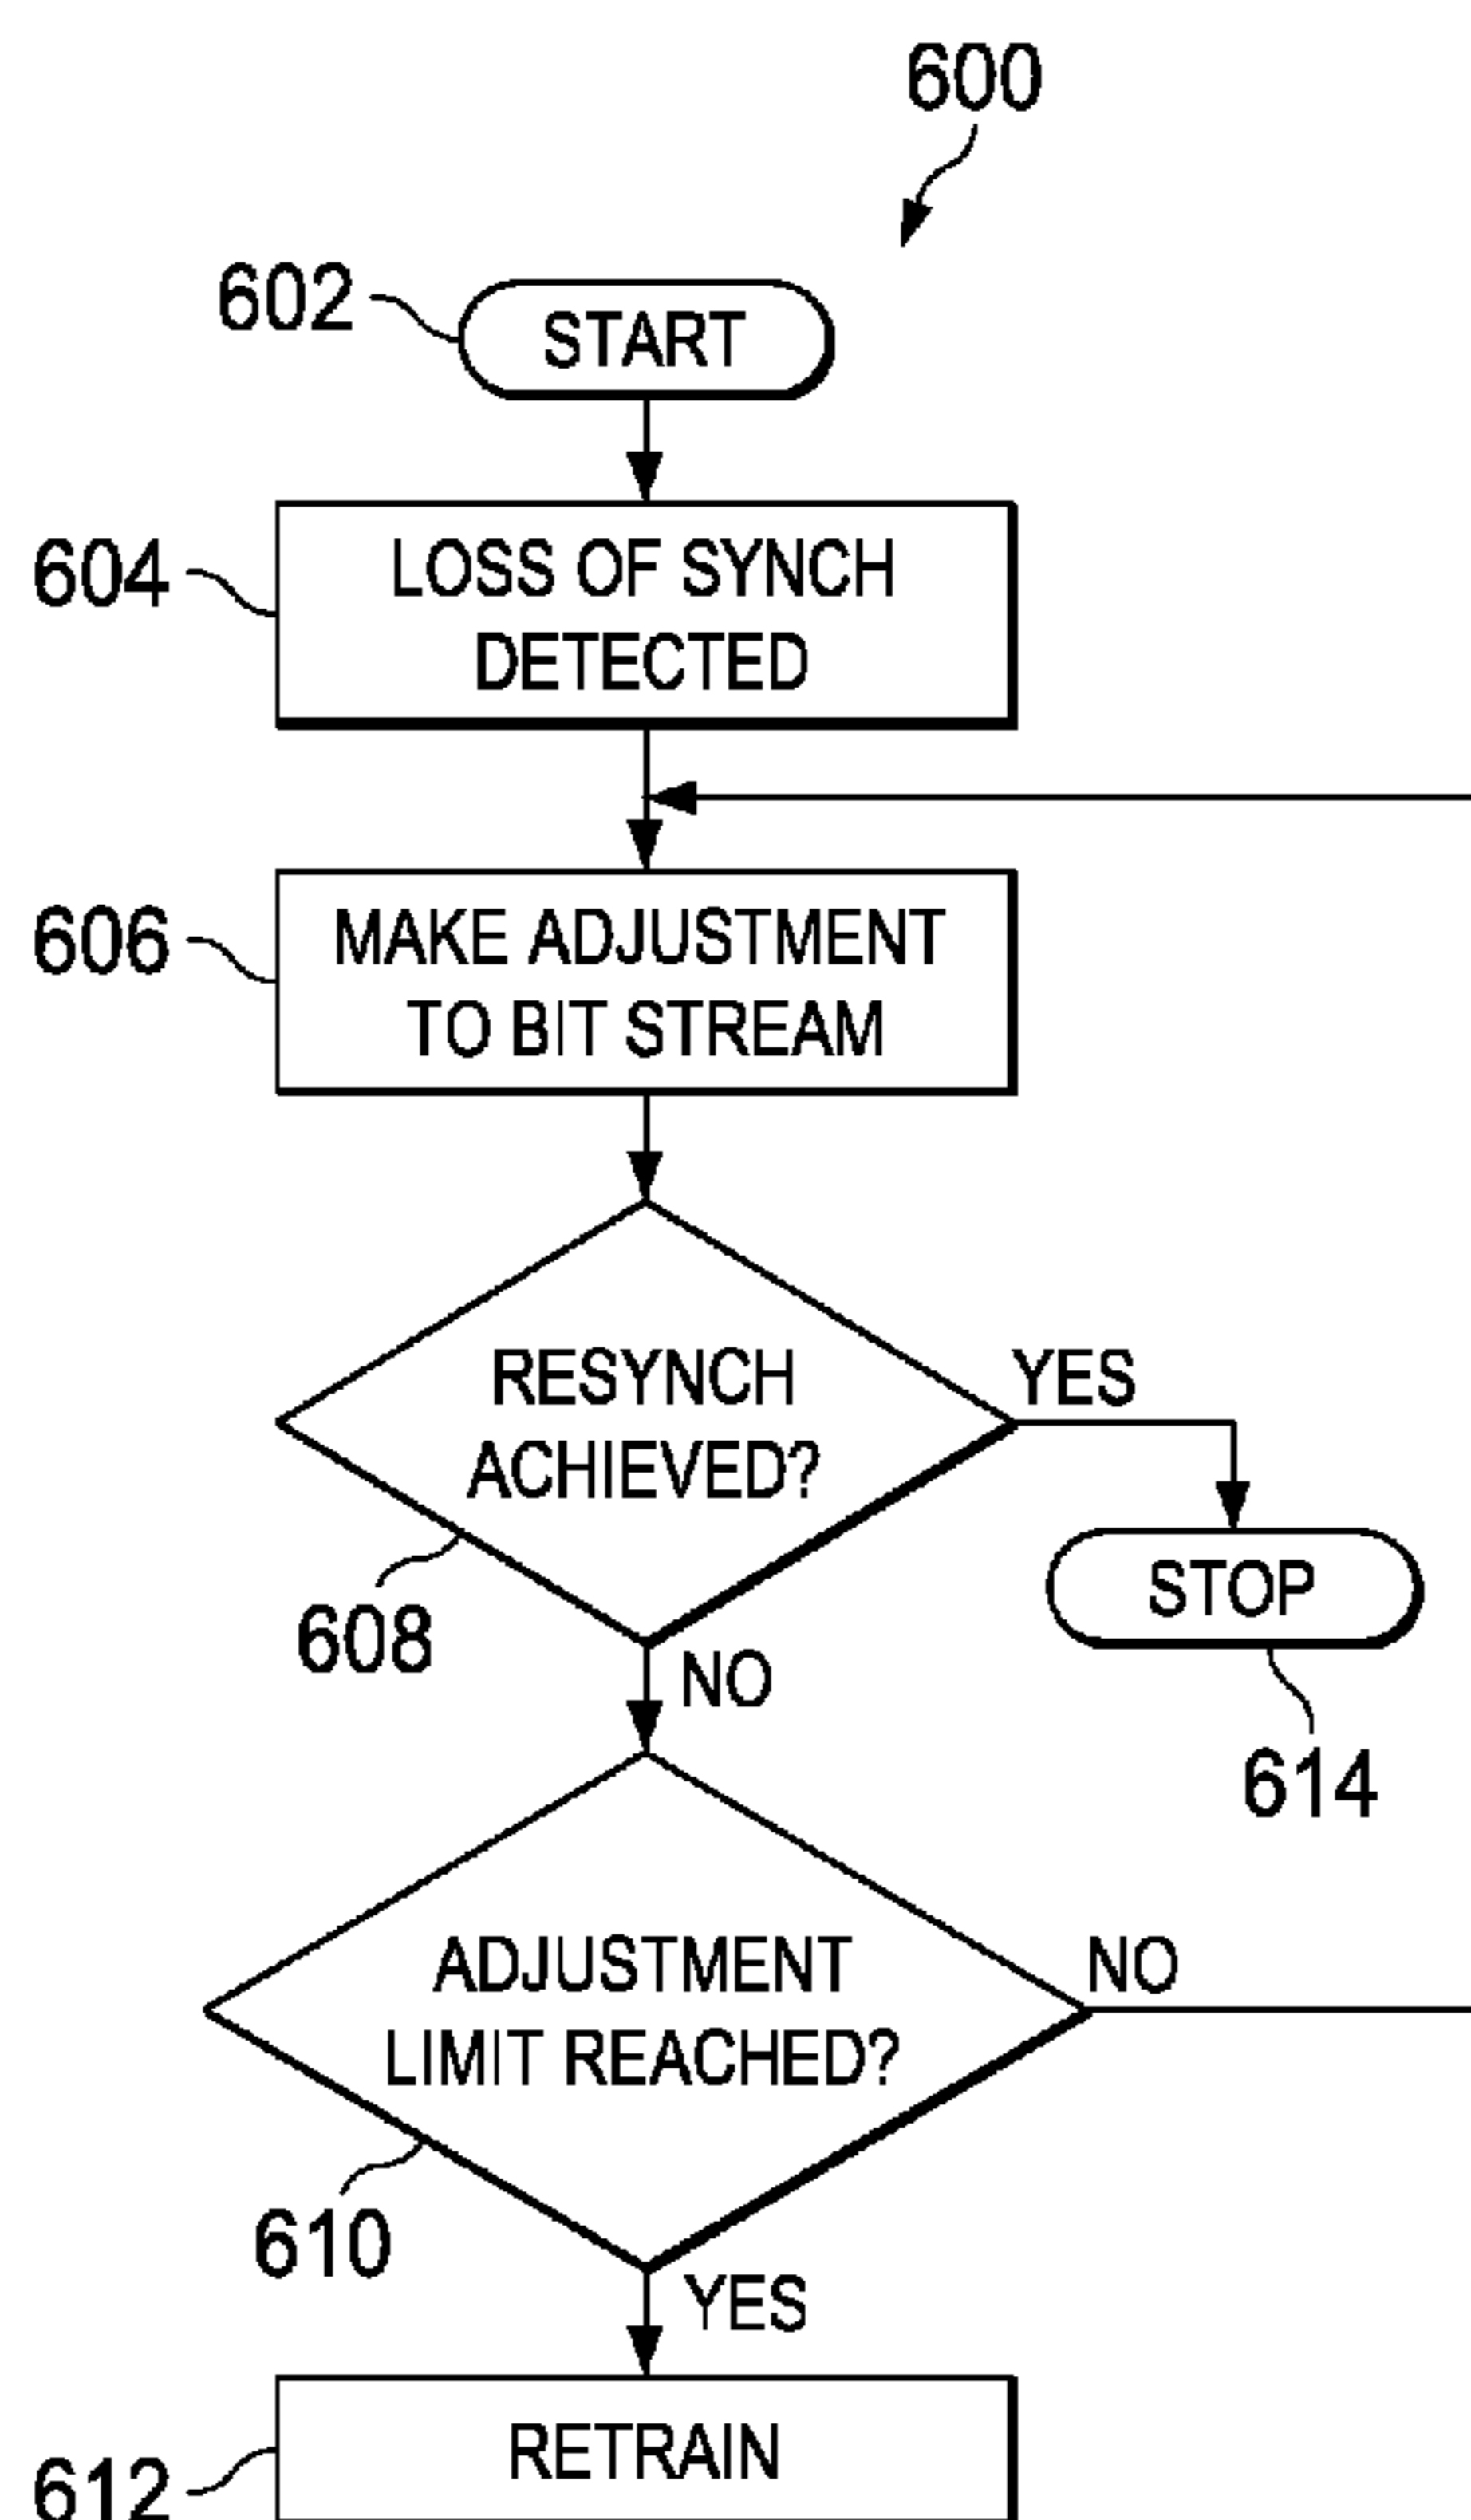 600
602
START
604
LOSS OF SYNCH
DETECTED
606
MAKE ADJUSTMENT
TO BIT STREAM
RESYNCH
ACHIEVED?
YES
608
NO
STOP
614
ADJUSTMENT
LIMIT REACHED?
NO
610
YES
RETRAIN
612